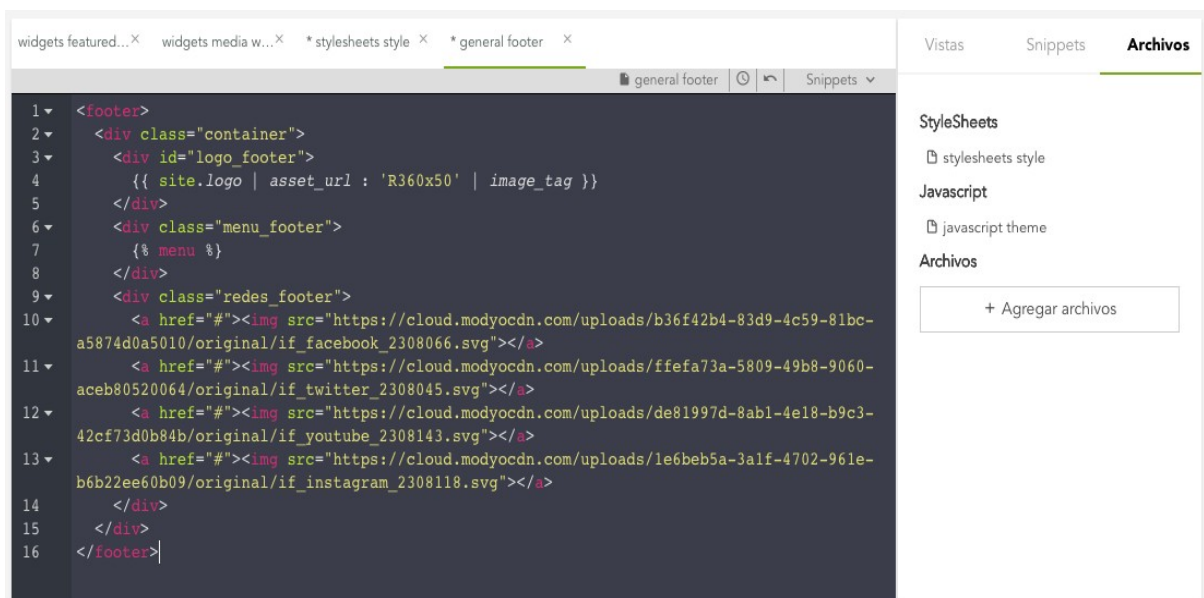 widgets featured...× widgets media w...× * stylesheets style × * general footer ×
Vistas Snippets Archivos
general footer Snippets
1 <footer>
2 <div class="container">
3 <div id="logo_footer">
4 {{ site.logo | asset_url : 'R360x50' | image_tag }}
5 </div>
6 <div class="menu_footer">
7 {% menu %}
8 </div>
9 <div class="redes_footer">
10 <a href="#"><img src="https://cloud.modyocdn.com/uploads/b36f42b4-83d9-4c59-81bc-
a5874d0a5010/original/if_facebook_2308066.svg"></a>
11 <a href="#"><img src="https://cloud.modyocdn.com/uploads/ffefa73a-5809-49b8-9060-
aceb80520064/original/if_twitter_2308045.svg"></a>
12 <a href="#"><img src="https://cloud.modyocdn.com/uploads/de81997d-8ab1-4e18-b9c3-
42cf73d0b84b/original/if_youtube_2308143.svg"></a>
13 <a href="#"><img src="https://cloud.modyocdn.com/uploads/1e6beb5a-3a1f-4702-961e-
b6b22ee60b09/original/if_instagram_2308118.svg"></a>
14 </div>
15 </div>
16 </footer>
StyleSheets
stylesheets style
Javascript
javascript theme
Archivos
+ Agregar archivos